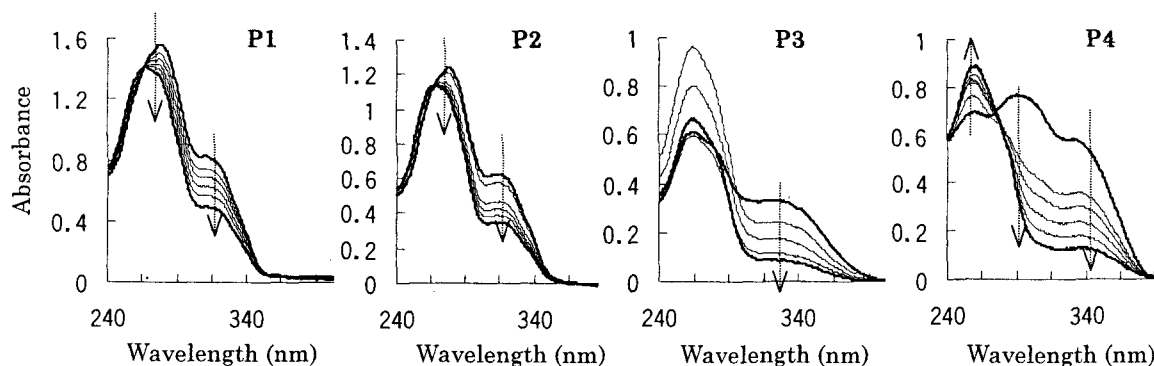 P1 P2 P3 P4
1.6 1.4 1 1
1.2 1.2 0.8 0.8
1.0
0.8 0.8 0.6 0.6
0.6 0.4 0.4
0.4 0.4 0.2 0.2
0.2
0 0 0 0
240 340 240 340 240 340 240 340
Wavelength (nm) Wavelength (nm) Wavelength (nm) Wavelength (nm)
Absorbance